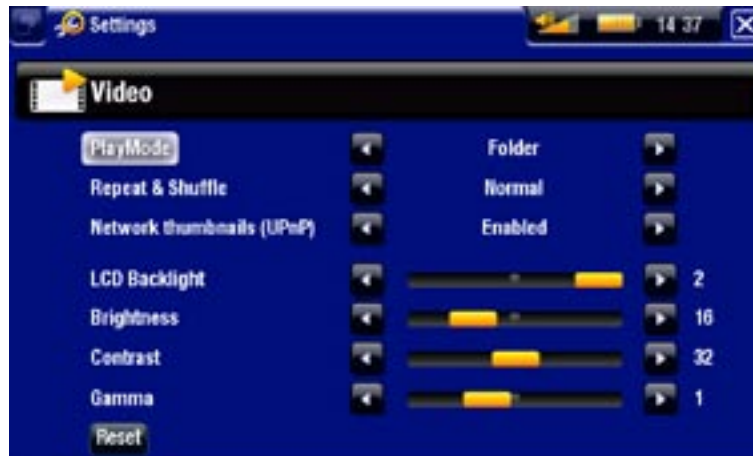 Settings 14 37
Video
PlayMode Folder
Repeat & Shuffle Normal
Network thumbnails (UPnP) Enabled
LCD Backlight 2
Brightness 16
Contrast 32
Gamma 1
Reset